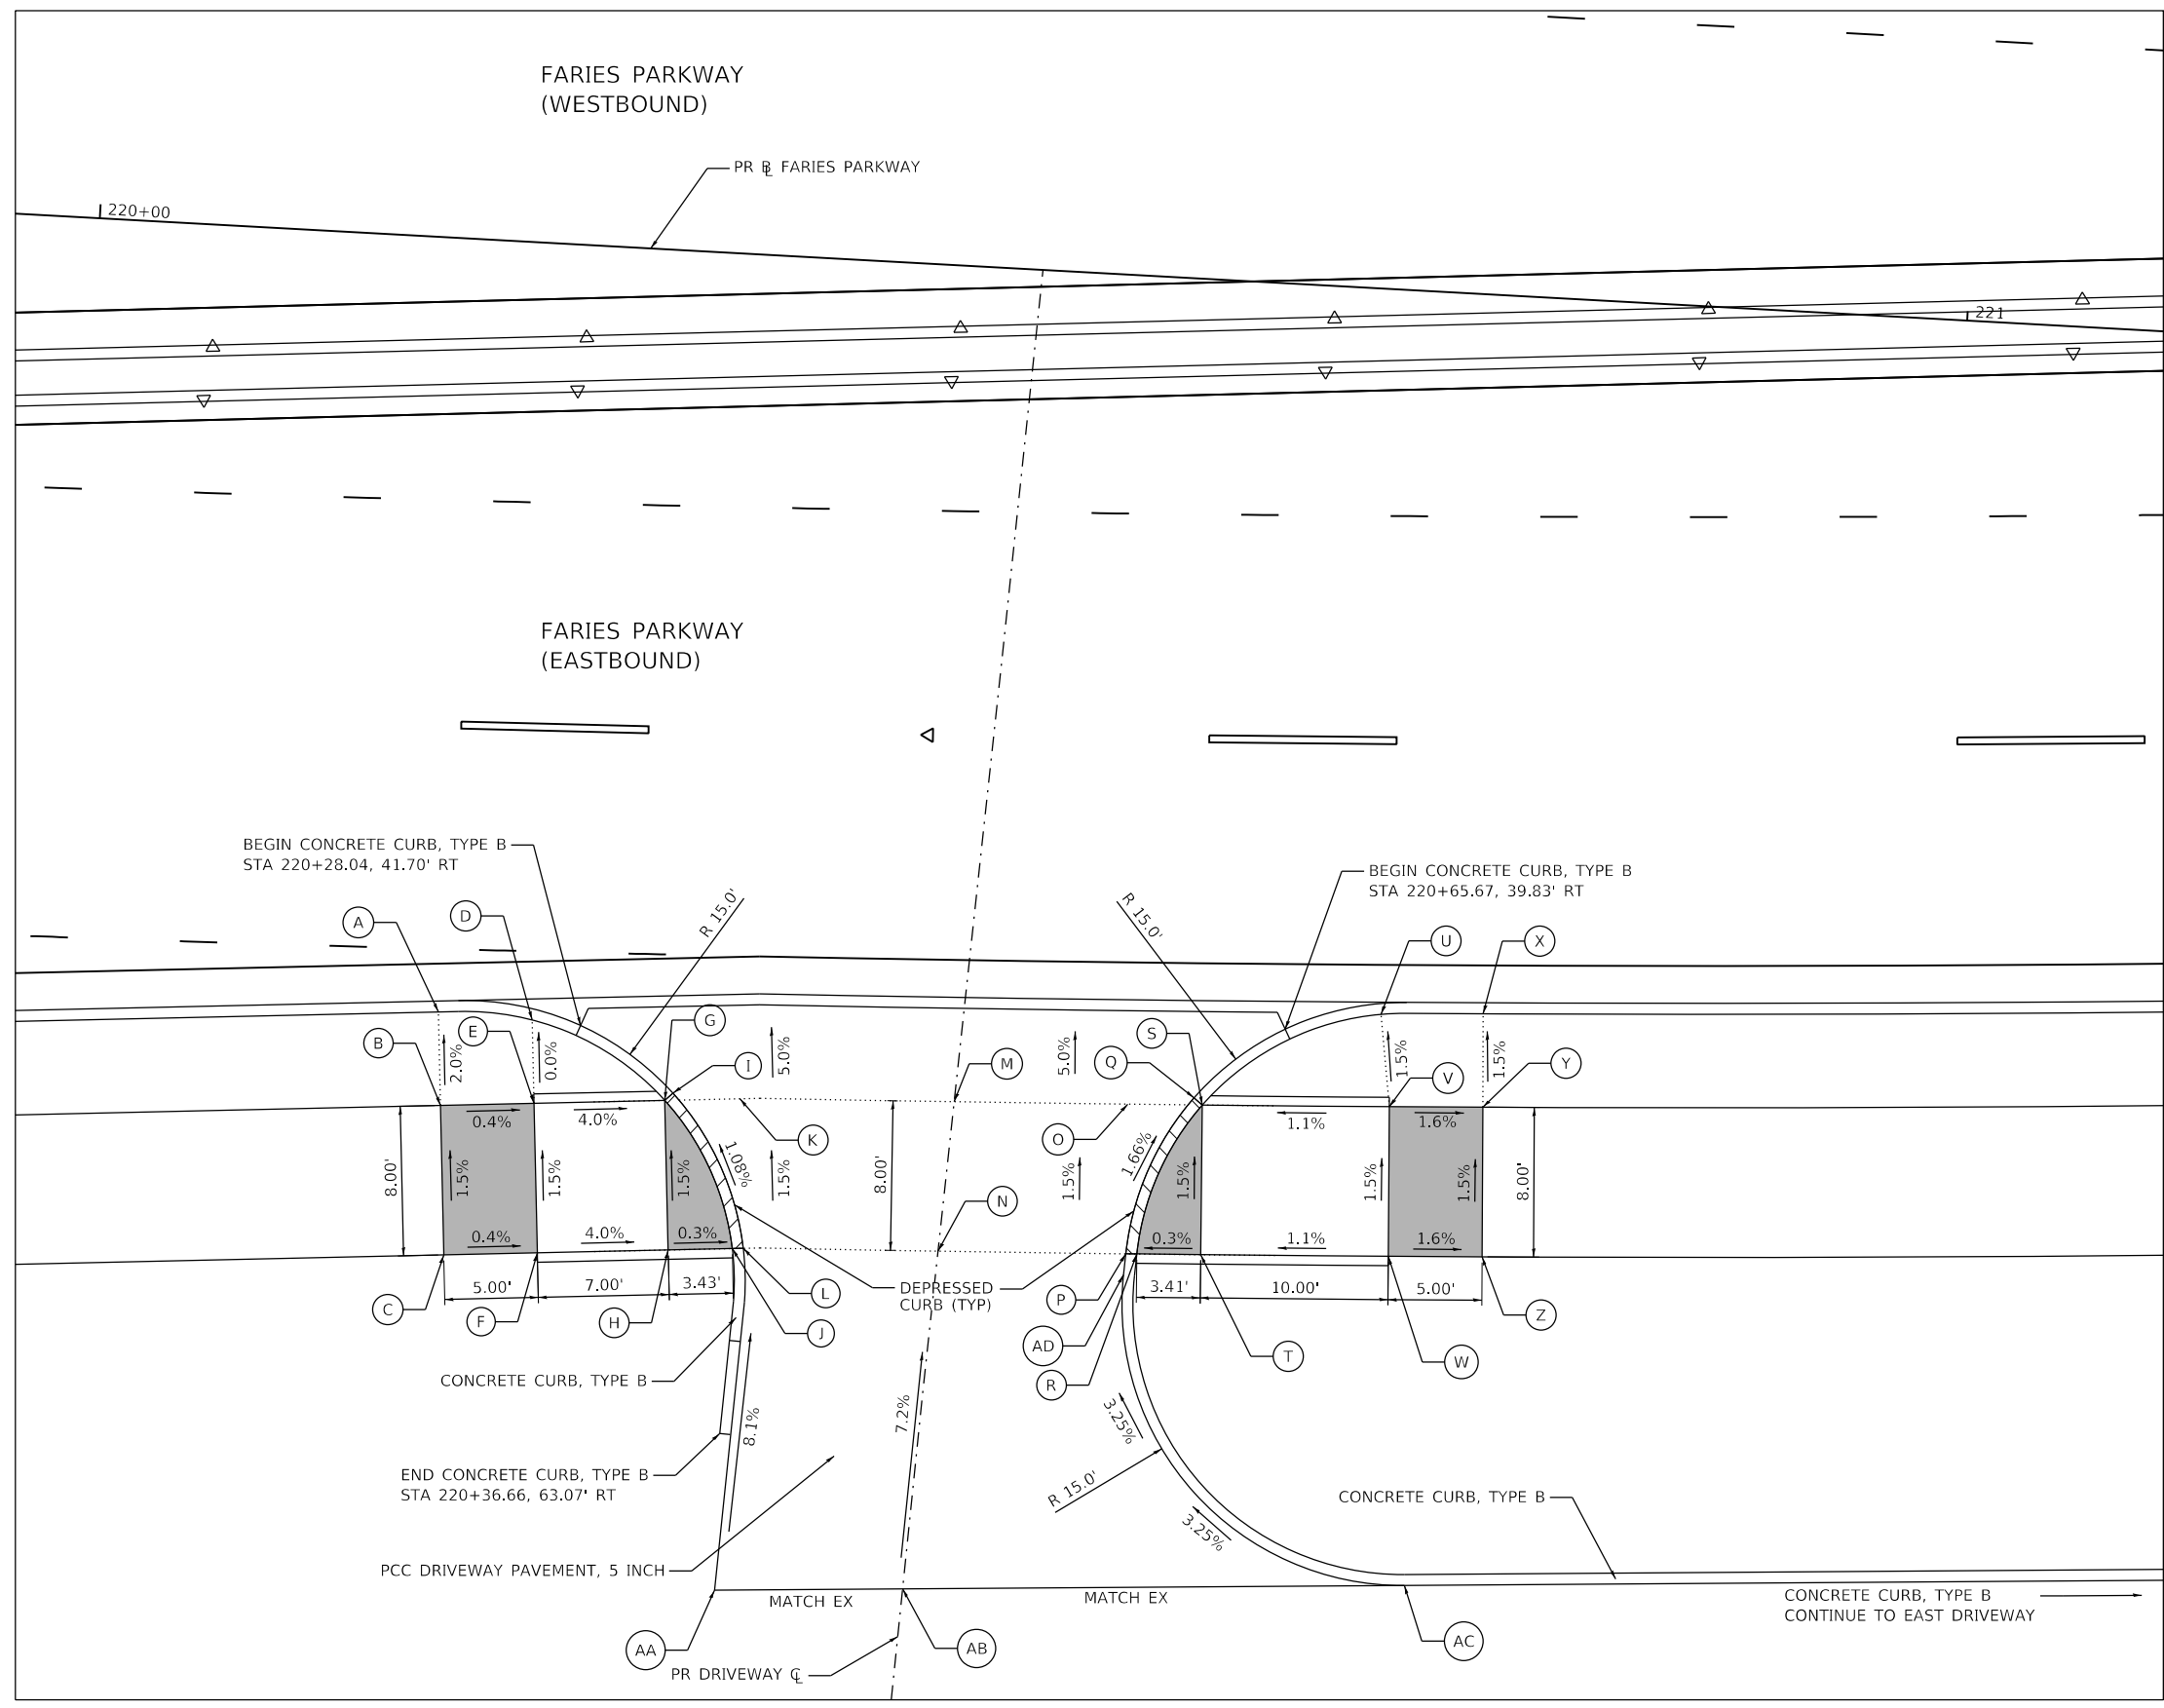 FARIES PARKWAY
(WESTBOUND)
PR ℄ FARIES PARKWAY
220+00
221
FARIES PARKWAY
(EASTBOUND)
BEGIN CONCRETE CURB, TYPE B
STA 220+28.04, 41.70' RT
BEGIN CONCRETE CURB, TYPE B
STA 220+65.67, 39.83' RT
R 15.0'
R 15.0'
A
D
U
X
B
E
G
S
2.0%
0.0%
I
5.0%
5.0%
M
Q
1.5%
1.5%
V
Y
0.4%
4.0%
K
O
1.1%
1.6%
8.00'
1.5%
1.5%
1.5%
1.08%
1.5%
8.00'
1.5%
1.66%
1.5%
1.5%
1.5%
8.00'
N
0.4%
4.0%
0.3%
0.3%
1.1%
1.6%
5.00'
7.00'
3.43'
DEPRESSED
CURB (TYP)
3.41'
10.00'
5.00'
C
F
H
L
J
P
AD
R
T
W
Z
CONCRETE CURB, TYPE B
8.1%
7.2%
3.25%
END CONCRETE CURB, TYPE B
STA 220+36.66, 63.07' RT
R 15.0'
3.25%
CONCRETE CURB, TYPE B
PCC DRIVEWAY PAVEMENT, 5 INCH
MATCH EX
MATCH EX
CONCRETE CURB, TYPE B
CONTINUE TO EAST DRIVEWAY
AA
AB
AC
PR DRIVEWAY ℄